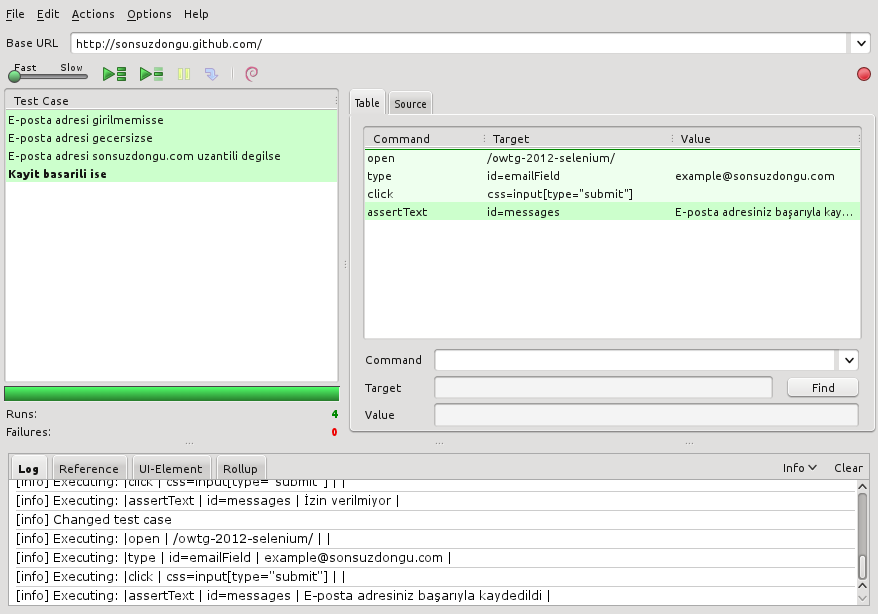 File Edit Actions Options Help
Base URL http://sonsuzdongu.github.com/
Fast Slow
Test Case
E-posta adresi girilmemisse
E-posta adresi gecersizse
E-posta adresi sonsuzdongu.com uzantili degilse
Kayit basarili ise
Runs: 4
Failures: 0
Table Source
Command Target Value
open /owtg-2012-selenium/
type id=emailField example@sonsuzdongu.com
click css=input[type="submit"]
assertText id=messages E-posta adresiniz başarıyla kay...
Command
Target Find
Value
Log Reference UI-Element Rollup Info Clear
[info] Executing: |click | css=input[type="submit"] | |
[info] Executing: |assertText | id=messages | İzin verilmiyor |
[info] Changed test case
[info] Executing: |open | /owtg-2012-selenium/ | |
[info] Executing: |type | id=emailField | example@sonsuzdongu.com |
[info] Executing: |click | css=input[type="submit"] | |
[info] Executing: |assertText | id=messages | E-posta adresiniz başarıyla kaydedildi |